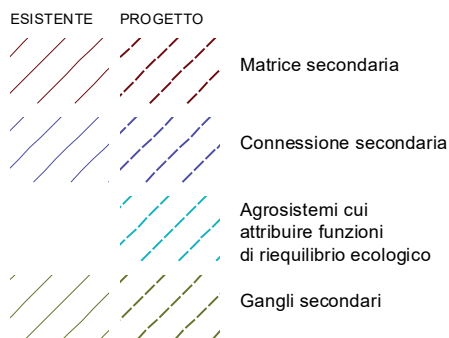 ESISTENTE PROGETTO
Matrice secondaria
Connessione secondaria
Agrosistemi cui
attribuire funzioni
di riequilibrio ecologico
Gangli secondari